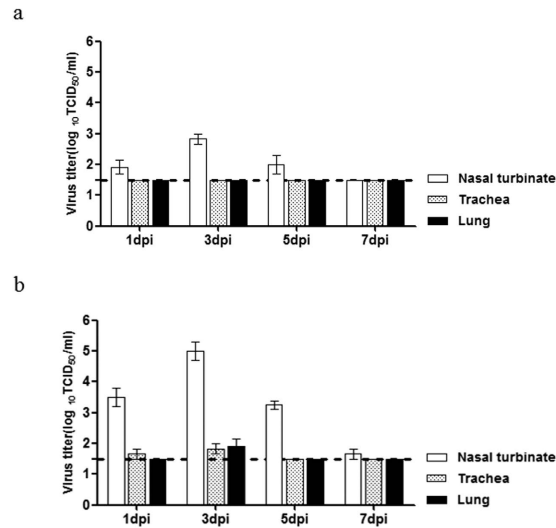 a
Virus titer(log 10TCID50/ml)
6
5
4
3
2
1
0
1dpi 3dpi 5dpi 7dpi
Nasal turbinate
Trachea
Lung
b
Virus titer(log 10TCID50/ml)
6
5
4
3
2
1
0
1dpi 3dpi 5dpi 7dpi
Nasal turbinate
Trachea
Lung